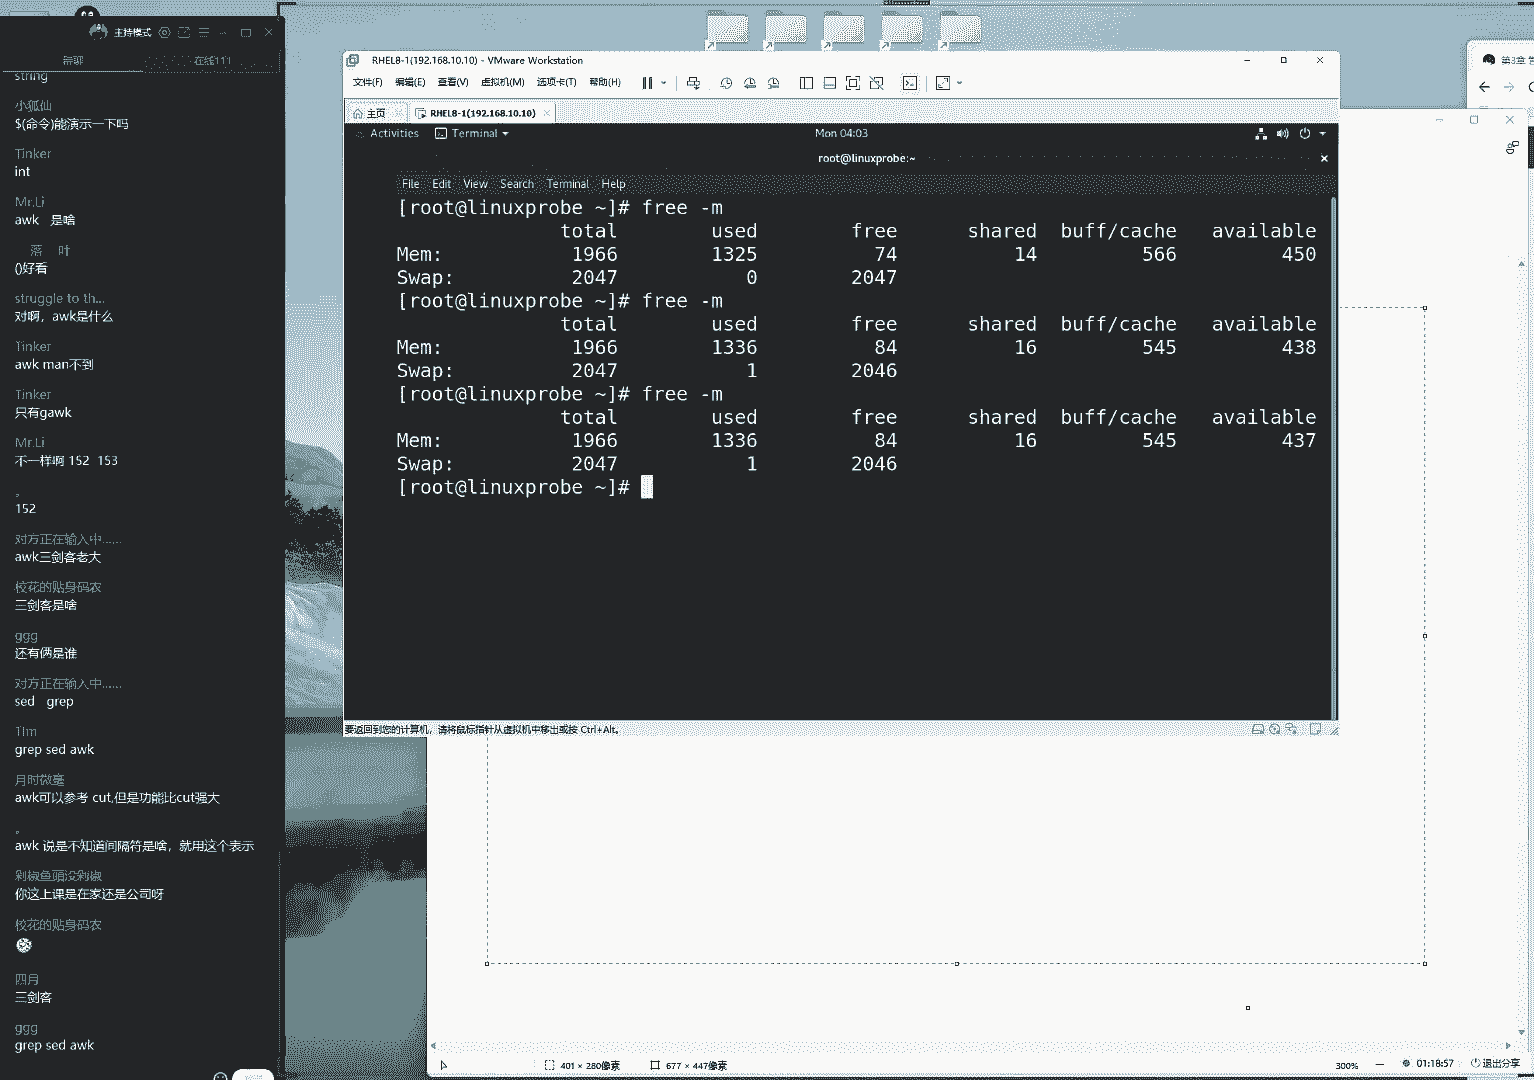 主持模式
在线111
string
小狐仙
$(命令)能演示一下吗
Tinker
int
Mr.Li
awk 是啥
落 叶
()好看
struggle to th...
对啊，awk是什么
Tinker
awk man不到
Tinker
只有gawk
Mr.Li
不一样啊 152 153
。
152
对方正在输入中......
awk三剑客老大
校花的贴身码农
三剑客是啥
ggg
还有俩是谁
对方正在输入中......
sed grep
Tim
grep sed awk
月时微毫
awk可以参考 cut,但是功能比cut强大
。
awk 说是不知道间隔符是啥，就用这个表示
剁椒鱼头没剁椒
你这上课是在家还是公司呀
校花的贴身码农
四月
三剑客
ggg
grep sed awk
RHEL8-1(192.168.10.10) - VMware Workstation
文件(F) 编辑(E) 查看(V) 虚拟机(M) 选项卡(T) 帮助(H)
主页 RHEL8-1(192.168.10.10)
Activities Terminal Mon 04:03
root@linuxprobe:~
File Edit View Search Terminal Help
[root@linuxprobe ~]# free -m
total used free shared buff/cache available
Mem: 1966 1325 74 14 566 450
Swap: 2047 0 2047
[root@linuxprobe ~]# free -m
total used free shared buff/cache available
Mem: 1966 1336 84 16 545 438
Swap: 2047 1 2046
[root@linuxprobe ~]# free -m
total used free shared buff/cache available
Mem: 1966 1336 84 16 545 437
Swap: 2047 1 2046
[root@linuxprobe ~]#
要返回到您的计算机，请将鼠标指针从虚拟机中移出或按 Ctrl+Alt。
第3章 管
401 × 280像素 677 × 447像素 300% 01:18:57 退出分享